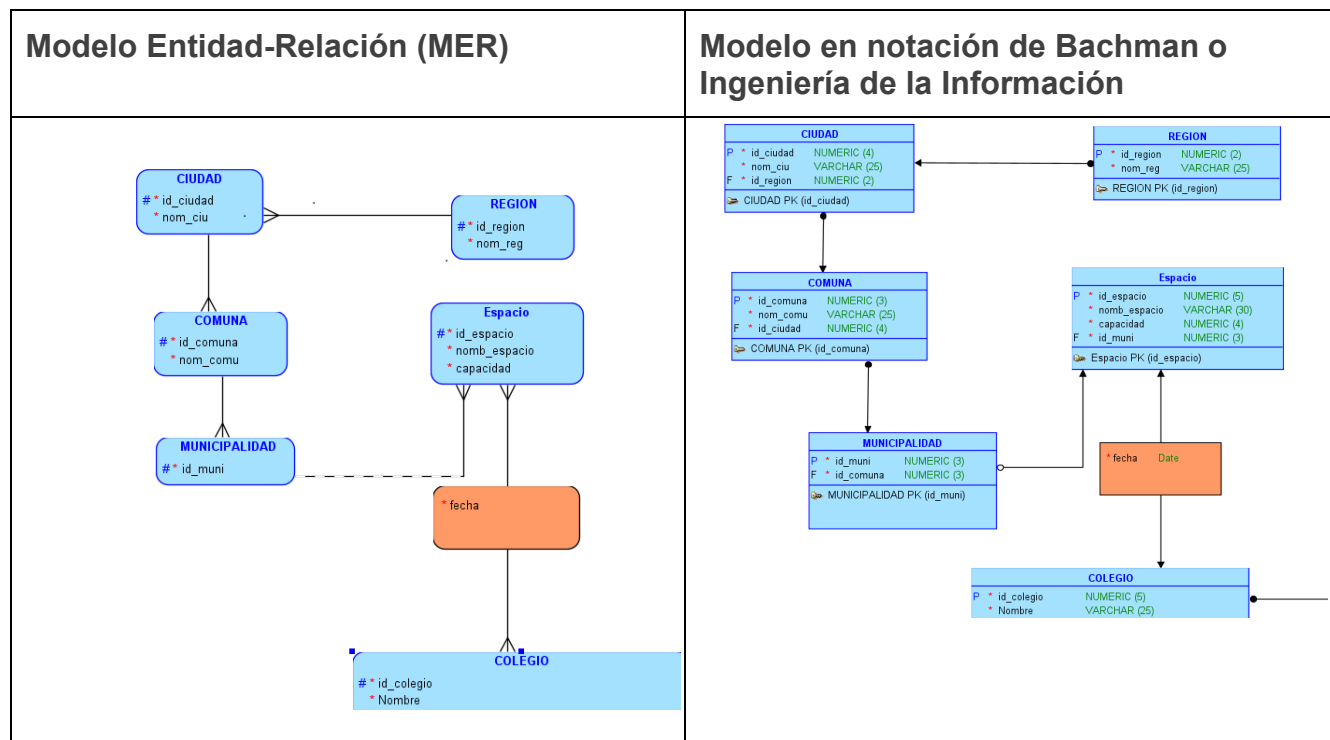 Modelo Entidad-Relación (MER)
Modelo en notación de Bachman o
Ingeniería de la Información
CIUDAD
# * id_ciudad
* nom_ciu
REGION
# * id_region
* nom_reg
COMUNA
# * id_comuna
* nom_comu
Espacio
# * id_espacio
* nomb_espacio
* capacidad
MUNICIPALIDAD
# * id_muni
* fecha
COLEGIO
# * id_colegio
* Nombre
CIUDAD
P * id_ciudad NUMERIC (4)
* nom_ciu VARCHAR (25)
F * id_region NUMERIC (2)
CIUDAD PK (id_ciudad)
REGION
P * id_region NUMERIC (2)
* nom_reg VARCHAR (25)
REGION PK (id_region)
COMUNA
P * id_comuna NUMERIC (3)
* nom_comu VARCHAR (25)
F * id_ciudad NUMERIC (4)
COMUNA PK (id_comuna)
Espacio
P * id_espacio NUMERIC (5)
* nomb_espacio VARCHAR (30)
* capacidad NUMERIC (4)
F * id_muni NUMERIC (3)
Espacio PK (id_espacio)
MUNICIPALIDAD
P * id_muni NUMERIC (3)
F * id_comuna NUMERIC (3)
MUNICIPALIDAD PK (id_muni)
* fecha Date
COLEGIO
P * id_colegio NUMERIC (5)
* Nombre VARCHAR (25)